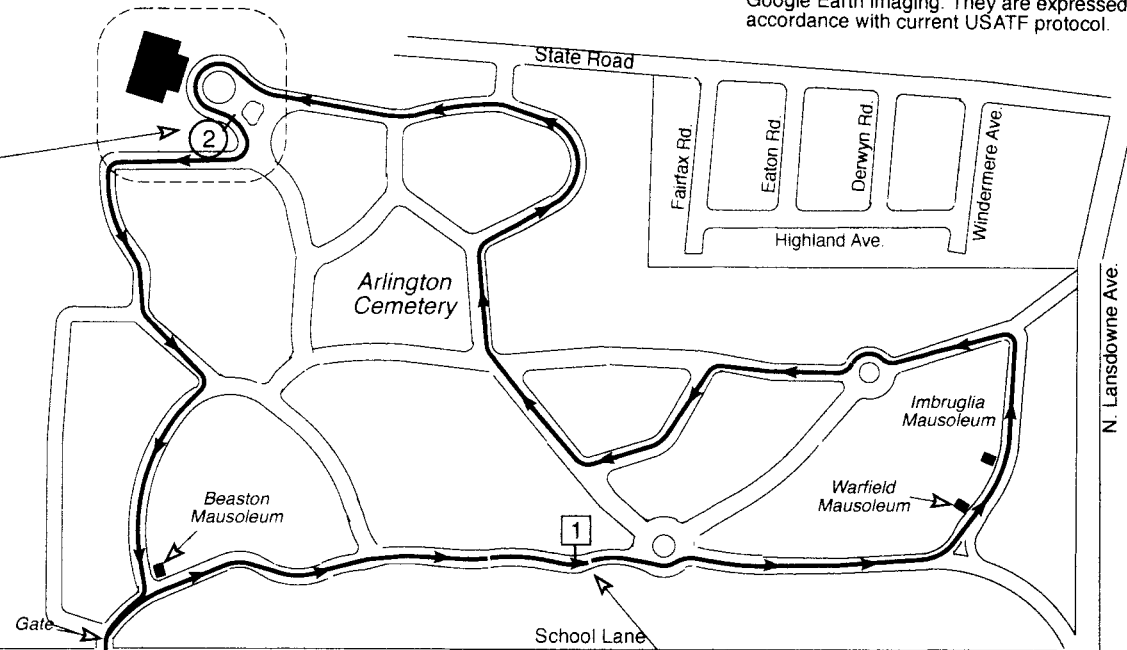 Google Earth imaging. They are expressed
accordance with current USATF protocol.
State Road
Fairfax Rd.
Eaton Rd.
Derwyn Rd.
Windermere Ave.
Highland Ave.
2
Arlington
Cemetery
N. Lansdowne Ave.
Imbruglia
Mausoleum
Warfield
Mausoleum
Beaston
Mausoleum
1
Gate
School Lane